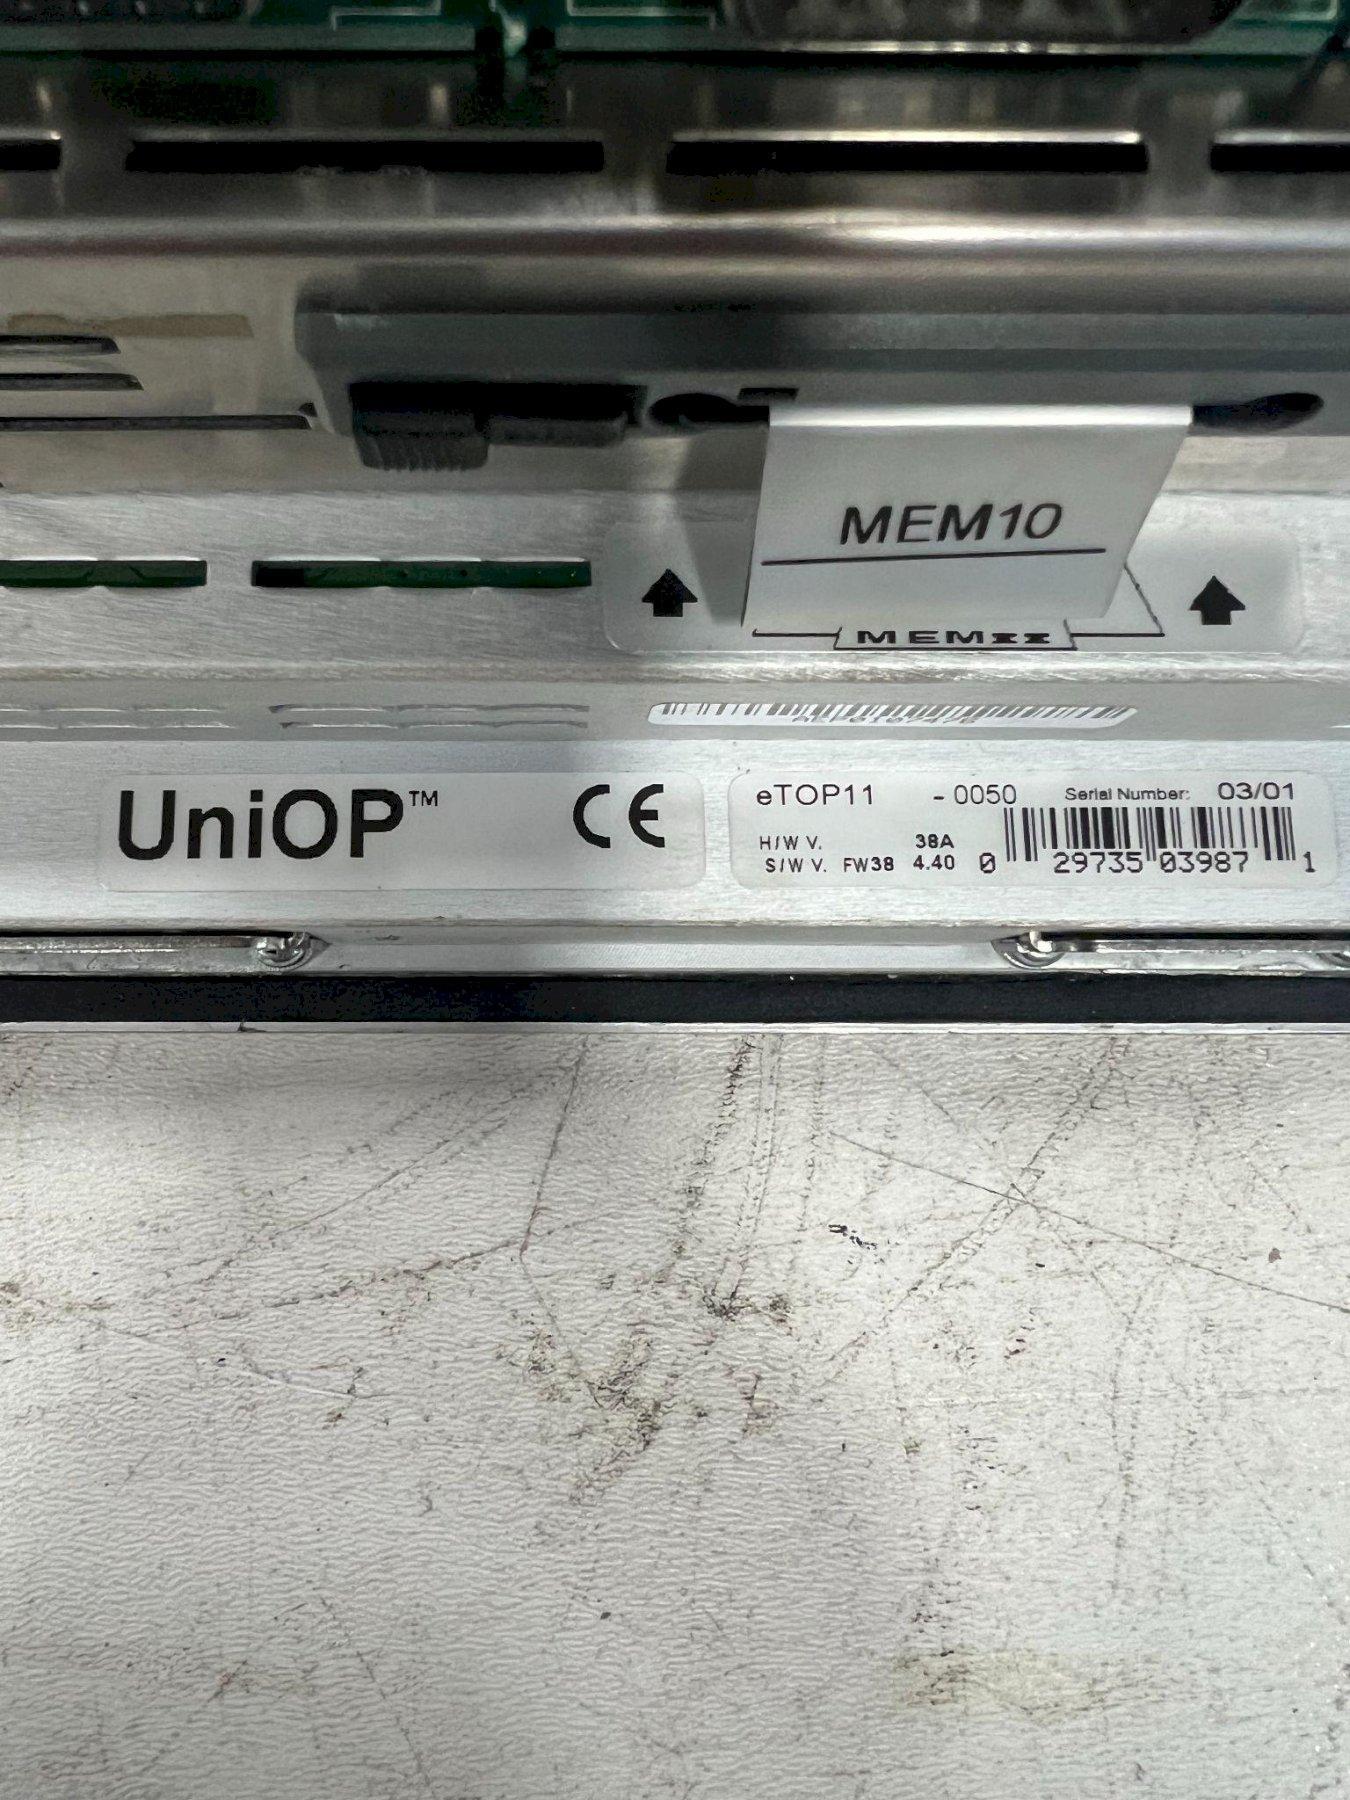 MEM10
MEMxx
UniOP™ CE
eTOP11 - 0050 Serial Number: 03/01
H/W V. 38A
S/W V. FW38 4.40
0 29735 03987 1